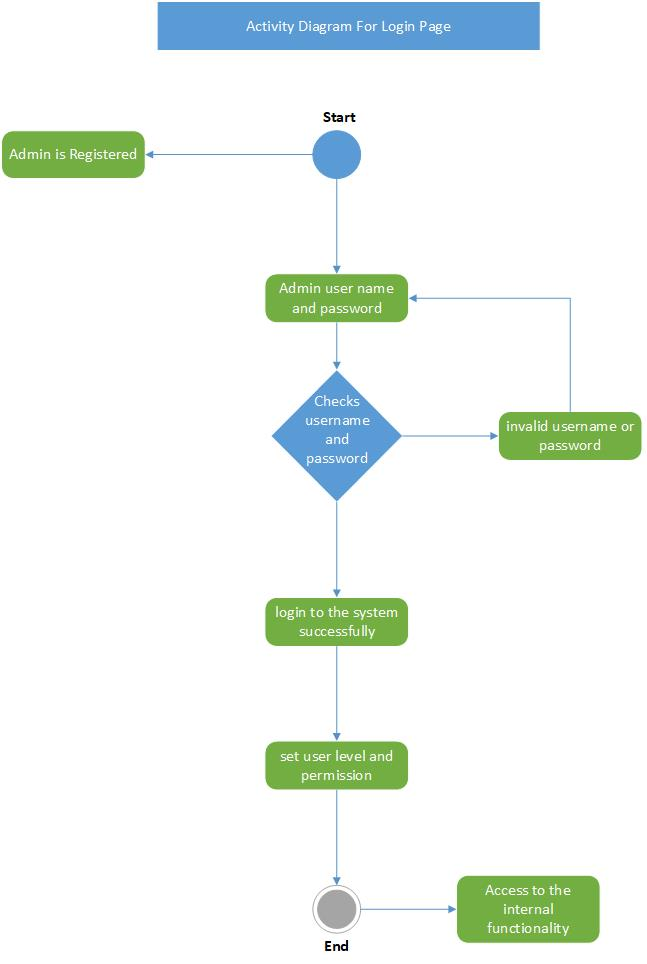 Activity Diagram For Login Page
Start
Admin is Registered
Admin user name
and password
Checks
username
and
password
invalid username or
password
login to the system
successfully
set user level and
permission
Access to the
internal
functionality
End